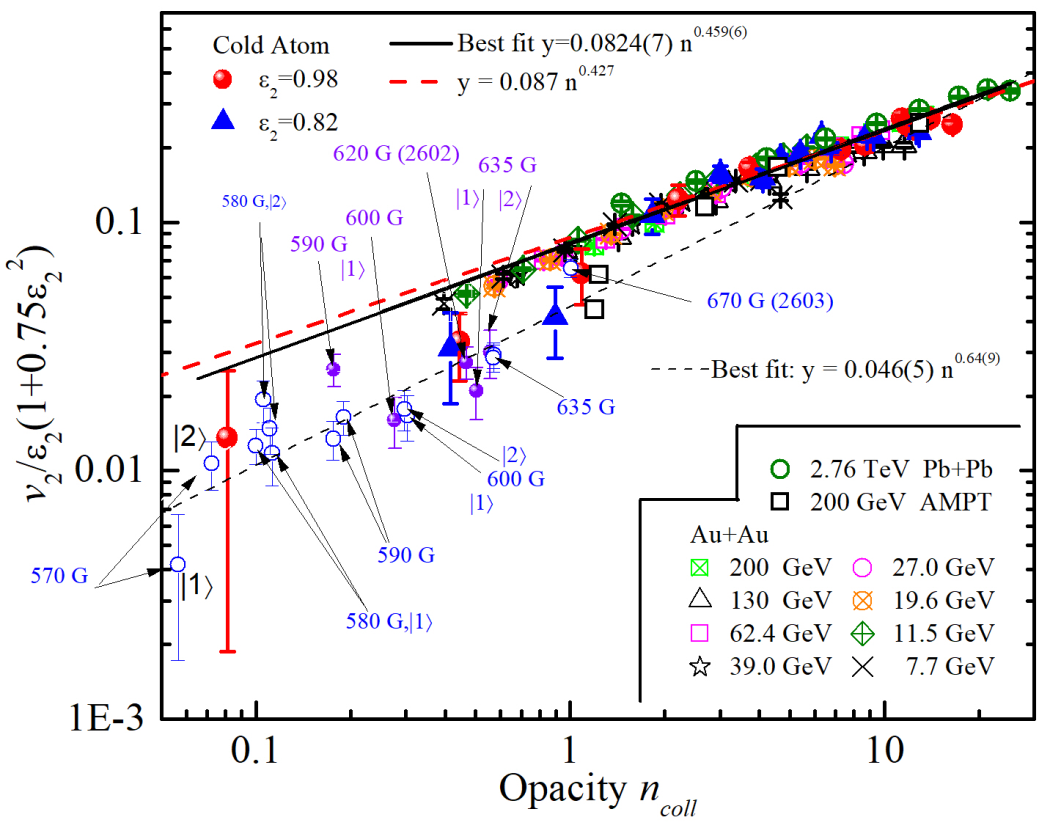 Cold Atom
ε2=0.98
ε2=0.82
Best fit y=0.0824(7) n^0.459(6)
y = 0.087 n^0.427
620 G (2602)
635 G
|1⟩ |2⟩
580 G,|2⟩
600 G
590 G
|1⟩
|1⟩
0.1
670 G (2603)
Best fit: y = 0.046(5) n^0.64(9)
635 G
|2⟩
|2⟩
0.01
600 G
|1⟩
590 G
570 G
|1⟩
580 G,|1⟩
2.76 TeV Pb+Pb
200 GeV AMPT
Au+Au
200 GeV
27.0 GeV
130 GeV
19.6 GeV
62.4 GeV
11.5 GeV
39.0 GeV
7.7 GeV
1E-3
0.1 1 10
Opacity n_coll
v2/ε2(1+0.75ε2^2)